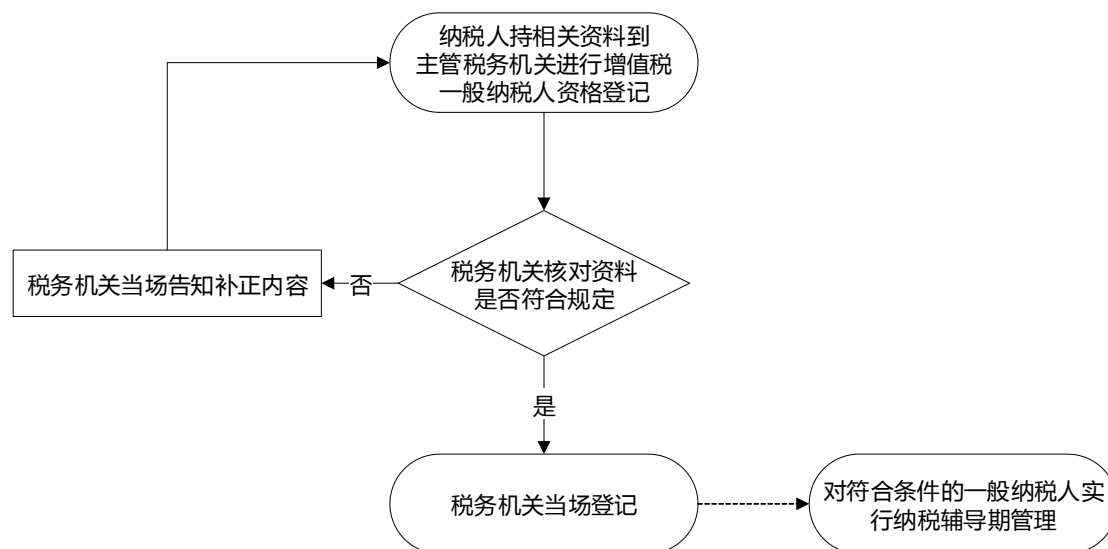 纳税人持相关资料到
主管税务机关进行增值税
一般纳税人资格登记
税务机关核对资料
是否符合规定
否
税务机关当场告知补正内容
是
税务机关当场登记
对符合条件的一般纳税人实
行纳税辅导期管理